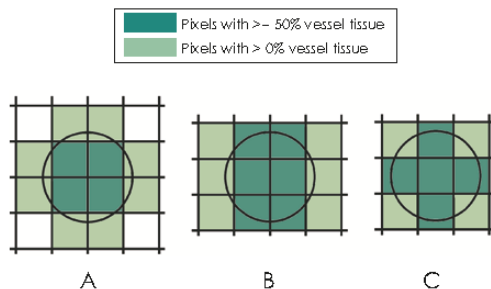 Pixels with >– 50% vessel tissue
Pixels with > 0% vessel tissue
A B C